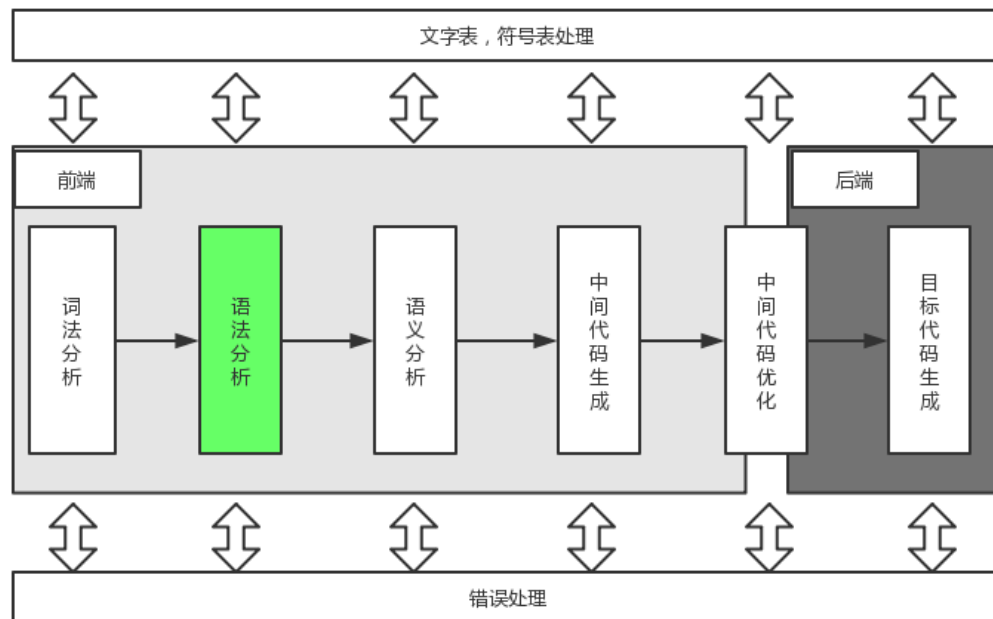 文字表，符号表处理
前端
后端
词法分析
语法分析
语义分析
中间代码生成
中间代码优化
目标代码生成
错误处理